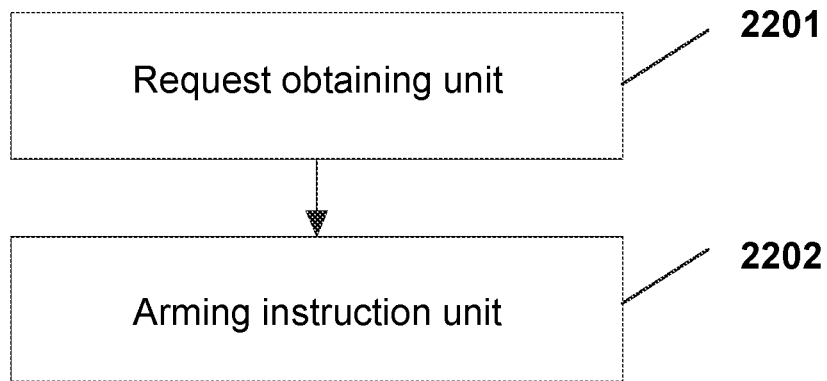 2201
Request obtaining unit
2202
Arming instruction unit